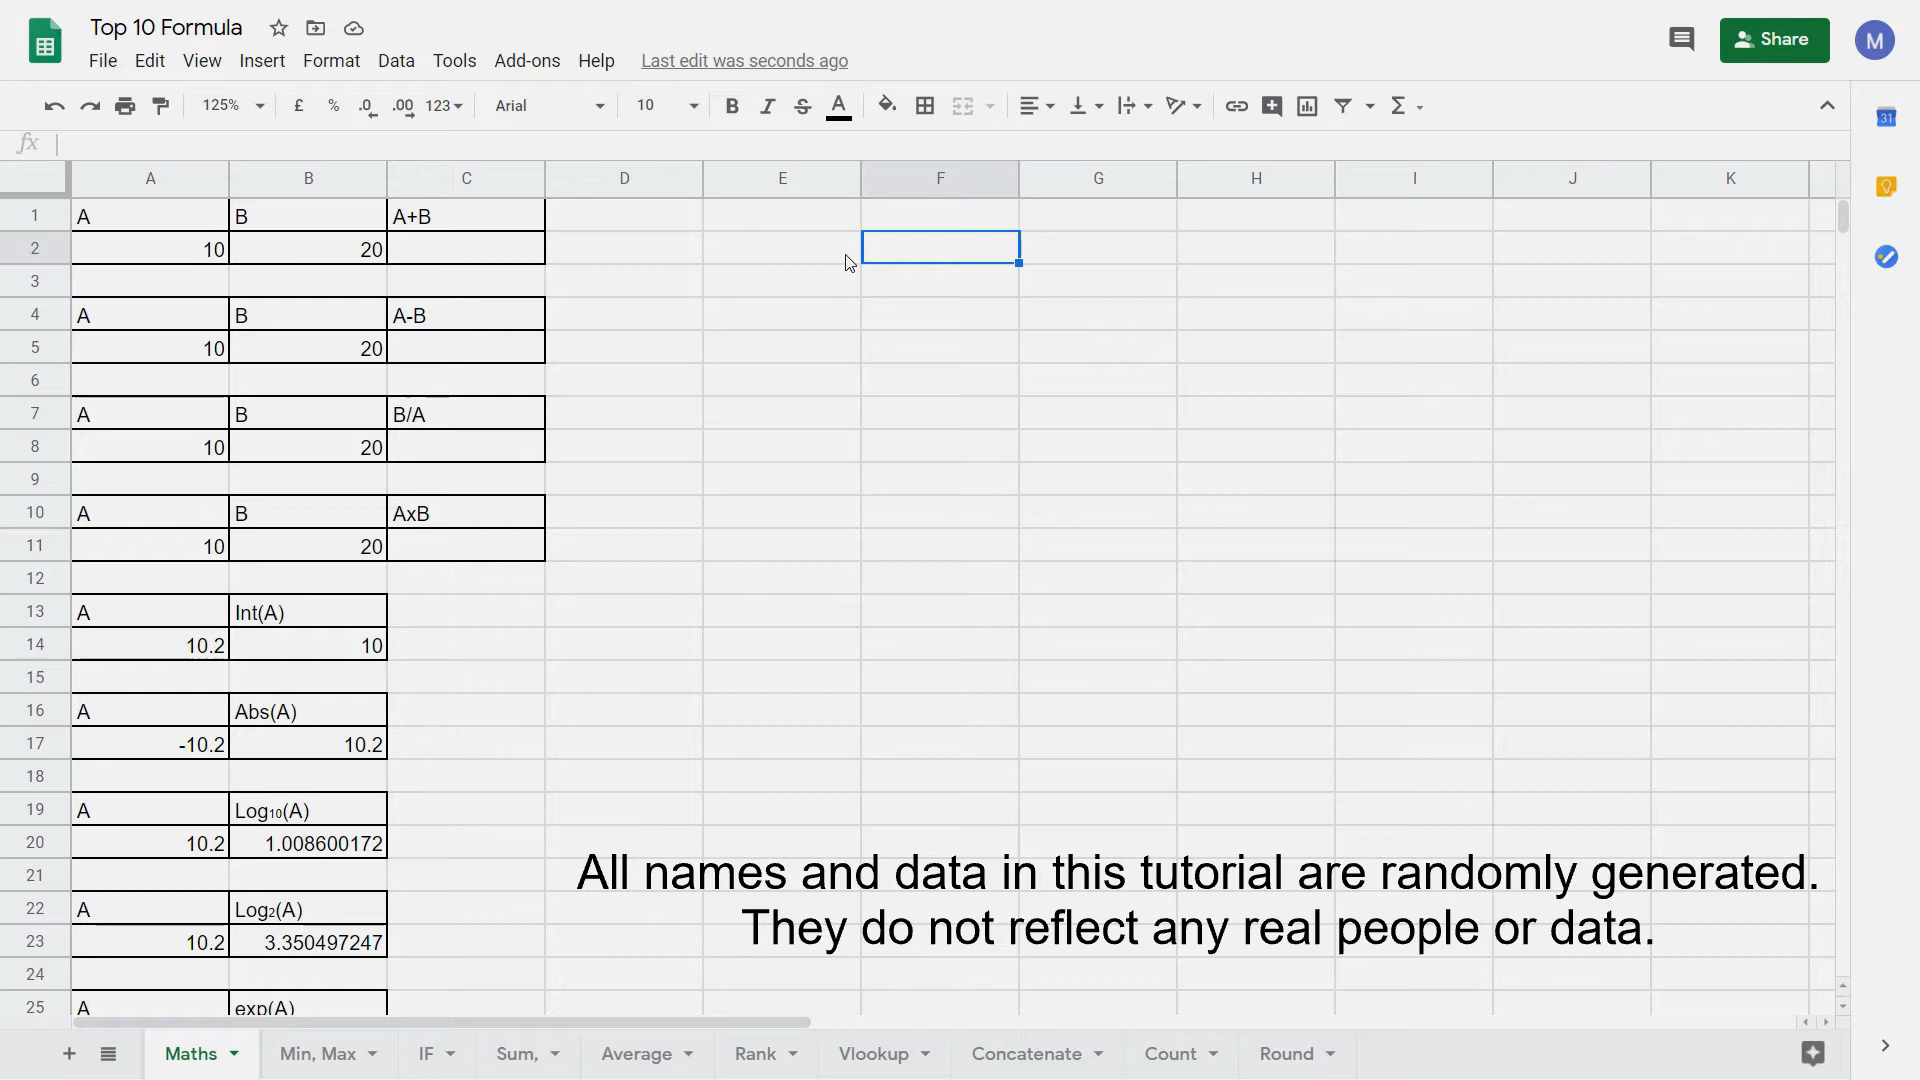 Top 10 Formula
Share
M
File Edit View Insert Format Data Tools Add-ons Help Last edit was seconds ago
125% £ % .0 .00 123 Arial 10 B I S A Σ
31
fx
A B C D E F G H I J K
1 A B A+B
2 10 20
3
4 A B A-B
5 10 20
6
7 A B B/A
8 10 20
9
10 A B AxB
11 10 20
12
13 A Int(A)
14 10.2 10
15
16 A Abs(A)
17 -10.2 10.2
18
19 A Log₁₀(A)
20 10.2 1.008600172
21
22 A Log₂(A)
23 10.2 3.350497247
24
25 A exp(A)
All names and data in this tutorial are randomly generated.
They do not reflect any real people or data.
+ Maths Min, Max IF Sum, Average Rank Vlookup Concatenate Count Round